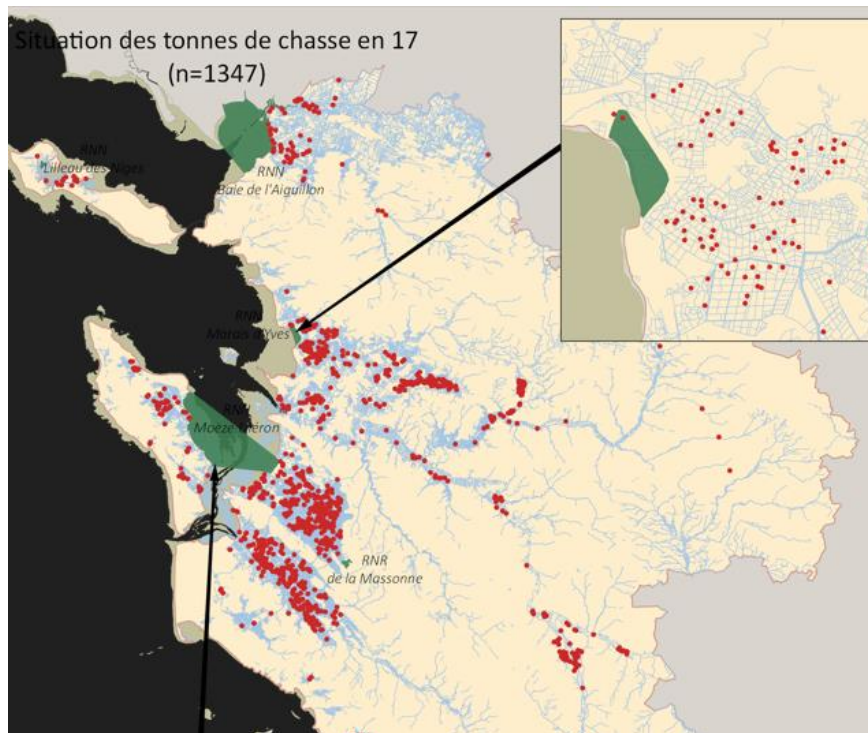 Situation des tonnes de chasse en 17
(n=1347)
RNN
Lilleau des Niges
RNN
Baie de l'Aiguillon
RNN
Marais d'Yves
RNN
Moëze Oléron
RNR
de la Massonne